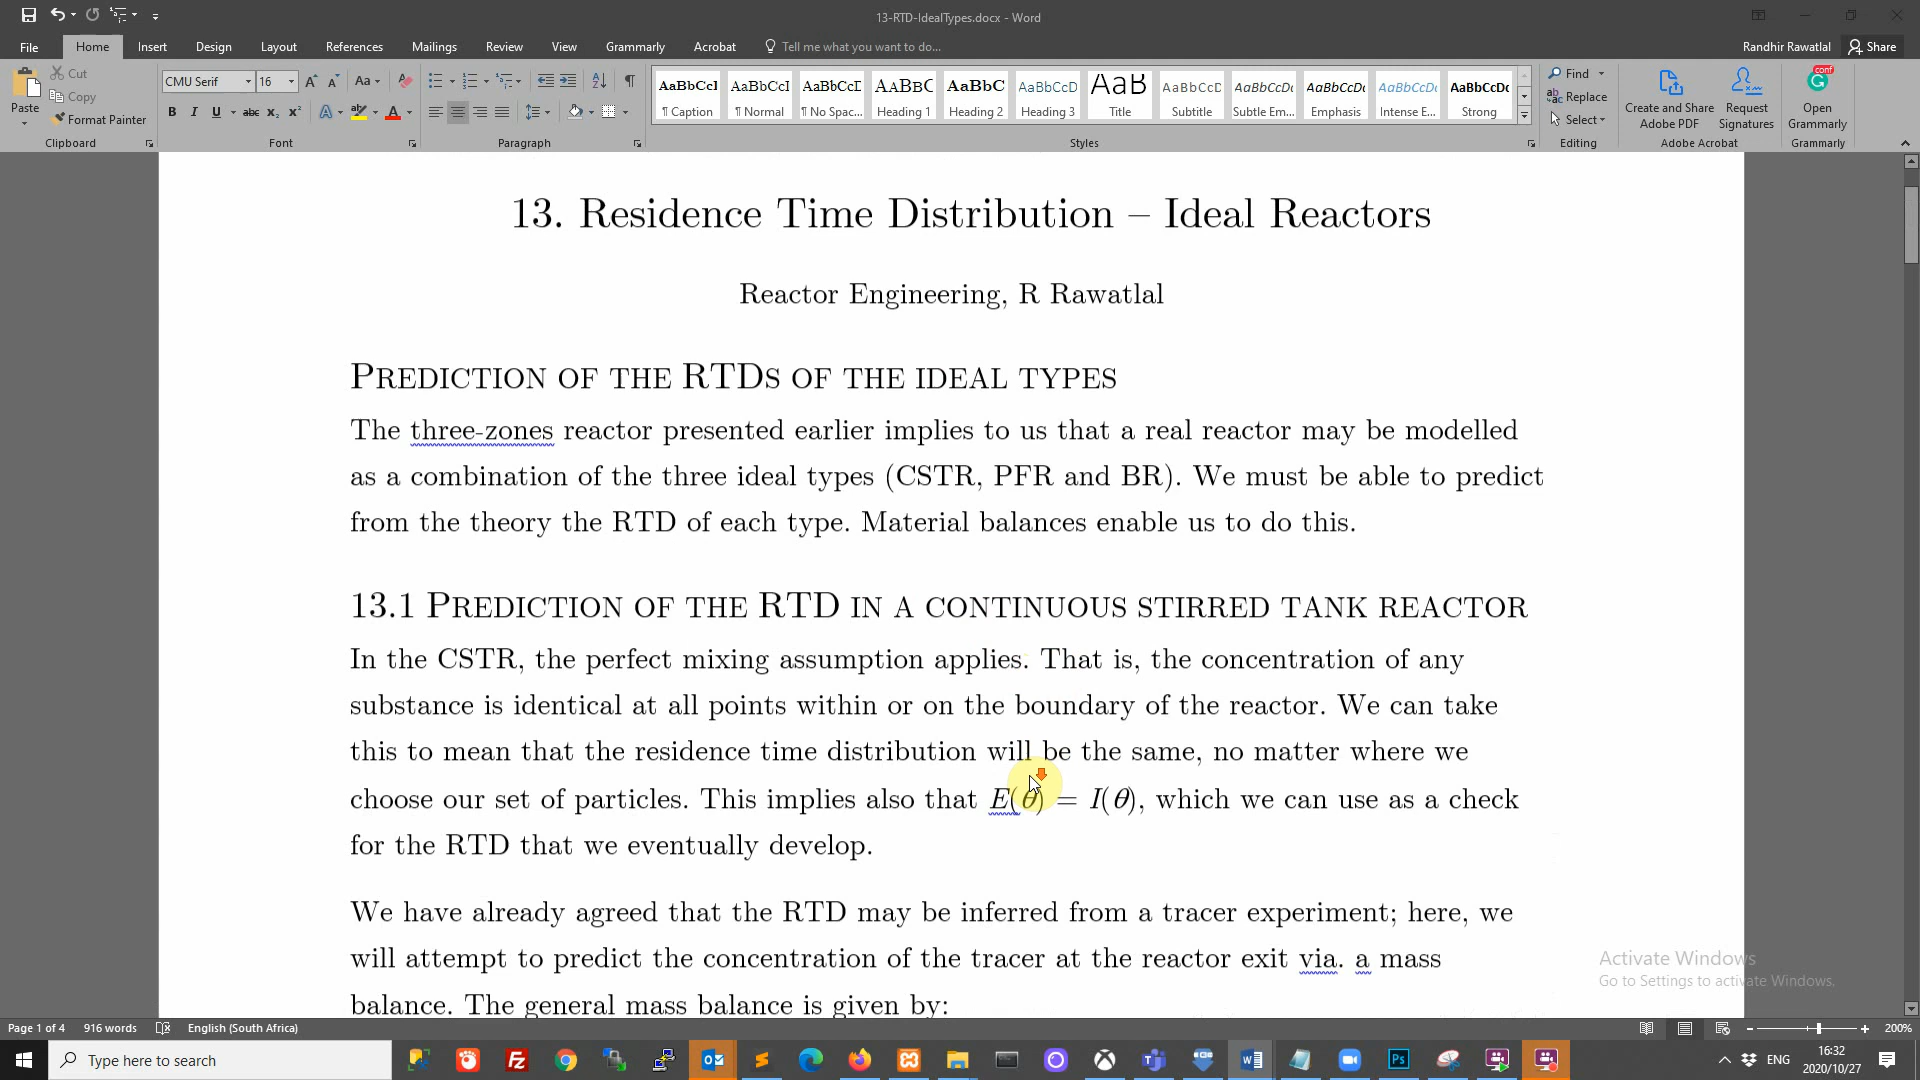 13-RTD-IdealTypes.docx - Word
File
Home
Insert
Design
Layout
References
Mailings
Review
View
Grammarly
Acrobat
Tell me what you want to do...
Randhir Rawatlal
Share
Paste
Cut
Copy
Format Painter
Clipboard
CMU Serif
16
Aa
B I U abc x₂ x²
Font
Paragraph
AaBbCcI
AaBbCcI
AaBbCcI
AaBbC
AaBbC
AaBbCcD
AaB
AaBbCcD
AaBbCcDc
AaBbCcDc
AaBbCcDc
AaBbCcDc
¶ Caption
¶ Normal
¶ No Spac...
Heading 1
Heading 2
Heading 3
Title
Subtitle
Subtle Em...
Emphasis
Intense E...
Strong
Styles
Find
Replace
Select
Editing
Create and Share
Adobe PDF
Request
Signatures
Adobe Acrobat
conf
Open
Grammarly
Grammarly
13. Residence Time Distribution – Ideal Reactors
Reactor Engineering, R Rawatlal
PREDICTION OF THE RTDS OF THE IDEAL TYPES
The three-zones reactor presented earlier implies to us that a real reactor may be modelled
as a combination of the three ideal types (CSTR, PFR and BR). We must be able to predict
from the theory the RTD of each type. Material balances enable us to do this.
13.1 PREDICTION OF THE RTD IN A CONTINUOUS STIRRED TANK REACTOR
In the CSTR, the perfect mixing assumption applies. That is, the concentration of any
substance is identical at all points within or on the boundary of the reactor. We can take
this to mean that the residence time distribution will be the same, no matter where we
choose our set of particles. This implies also that E(θ) = I(θ), which we can use as a check
for the RTD that we eventually develop.
We have already agreed that the RTD may be inferred from a tracer experiment; here, we
will attempt to predict the concentration of the tracer at the reactor exit via. a mass
balance. The general mass balance is given by:
Activate Windows
Go to Settings to activate Windows.
Page 1 of 4
916 words
English (South Africa)
200%
Type here to search
ENG
16:32
2020/10/27